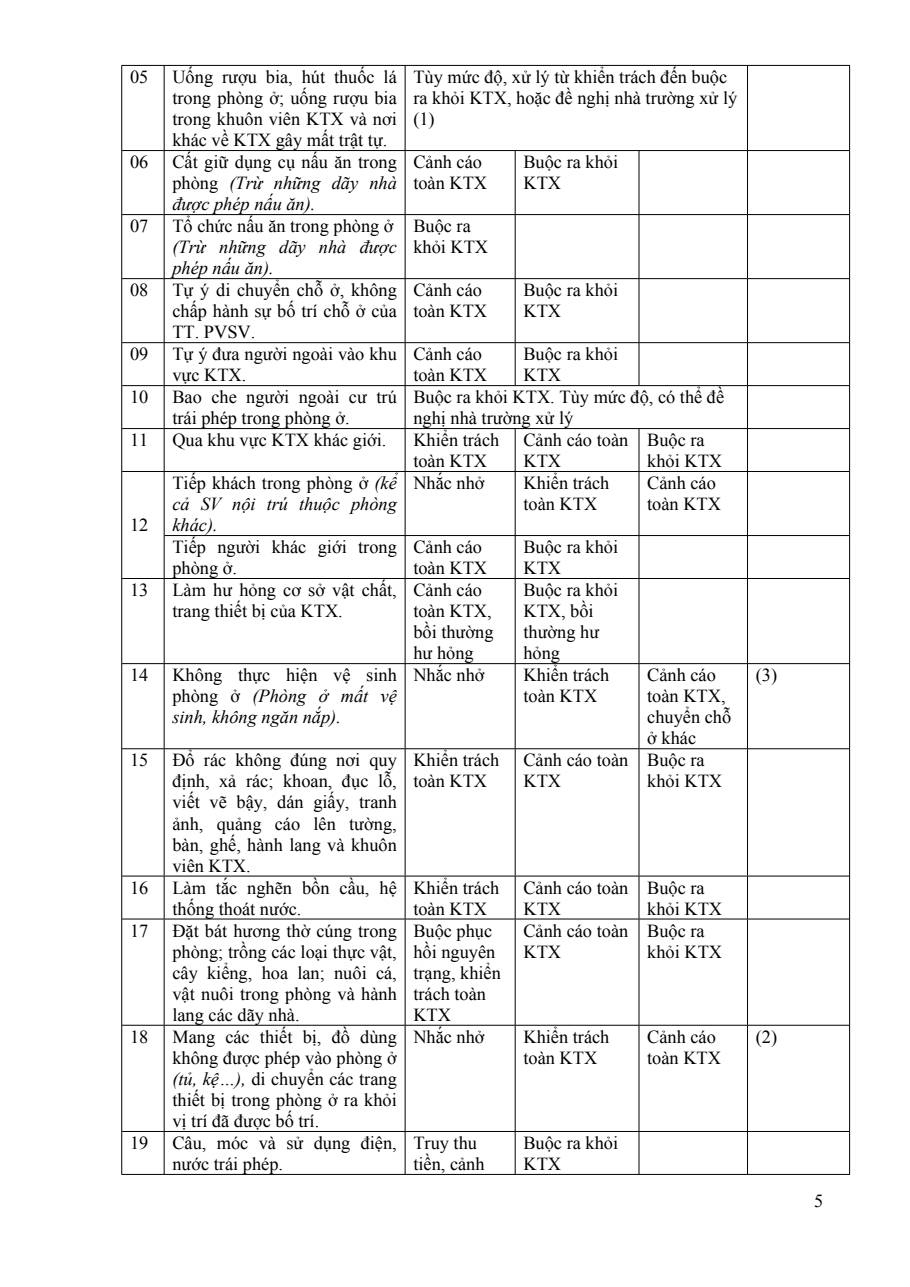 05
Uống rượu bia, hút thuốc lá
trong phòng ở; uống rượu bia
trong khuôn viên KTX và nơi
khác về KTX gây mất trật tự.
Tùy mức độ, xử lý từ khiển trách đến buộc
ra khỏi KTX, hoặc đề nghị nhà trường xử lý
(1)
06
Cất giữ dụng cụ nấu ăn trong
phòng (Trừ những dãy nhà
được phép nấu ăn).
Cảnh cáo
toàn KTX
Buộc ra khỏi
KTX
07
Tổ chức nấu ăn trong phòng ở
(Trừ những dãy nhà được
phép nấu ăn).
Buộc ra
khỏi KTX
08
Tự ý di chuyển chỗ ở, không
chấp hành sự bố trí chỗ ở của
TT. PVSV.
Cảnh cáo
toàn KTX
Buộc ra khỏi
KTX
09
Tự ý đưa người ngoài vào khu
vực KTX.
Cảnh cáo
toàn KTX
Buộc ra khỏi
KTX
10
Bao che người ngoài cư trú
trái phép trong phòng ở.
Buộc ra khỏi KTX. Tùy mức độ, có thể đề
nghị nhà trường xử lý
11
Qua khu vực KTX khác giới.
Khiển trách
toàn KTX
Cảnh cáo toàn
KTX
Buộc ra
khỏi KTX
12
Tiếp khách trong phòng ở (kể
cả SV nội trú thuộc phòng
khác).
Nhắc nhở
Khiển trách
toàn KTX
Cảnh cáo
toàn KTX
Tiếp người khác giới trong
phòng ở.
Cảnh cáo
toàn KTX
Buộc ra khỏi
KTX
13
Làm hư hỏng cơ sở vật chất,
trang thiết bị của KTX.
Cảnh cáo
toàn KTX,
bồi thường
hư hỏng
Buộc ra khỏi
KTX, bồi
thường hư
hỏng
14
Không thực hiện vệ sinh
phòng ở (Phòng ở mất vệ
sinh, không ngăn nắp).
Nhắc nhở
Khiển trách
toàn KTX
Cảnh cáo
toàn KTX,
chuyển chỗ
ở khác
(3)
15
Đổ rác không đúng nơi quy
định, xả rác; khoan, đục lỗ,
viết vẽ bậy, dán giấy, tranh
ảnh, quảng cáo lên tường,
bàn, ghế, hành lang và khuôn
viên KTX.
Khiển trách
toàn KTX
Cảnh cáo toàn
KTX
Buộc ra
khỏi KTX
16
Làm tắc nghẽn bồn cầu, hệ
thống thoát nước.
Khiển trách
toàn KTX
Cảnh cáo toàn
KTX
Buộc ra
khỏi KTX
17
Đặt bát hương thờ cúng trong
phòng; trồng các loại thực vật,
cây kiểng, hoa lan; nuôi cá,
vật nuôi trong phòng và hành
lang các dãy nhà.
Buộc phục
hồi nguyên
trạng, khiển
trách toàn
KTX
Cảnh cáo toàn
KTX
Buộc ra
khỏi KTX
18
Mang các thiết bị, đồ dùng
không được phép vào phòng ở
(tủ, kệ…), di chuyển các trang
thiết bị trong phòng ở ra khỏi
vị trí đã được bố trí.
Nhắc nhở
Khiển trách
toàn KTX
Cảnh cáo
toàn KTX
(2)
19
Câu, móc và sử dụng điện,
nước trái phép.
Truy thu
tiền, cảnh
Buộc ra khỏi
KTX
5